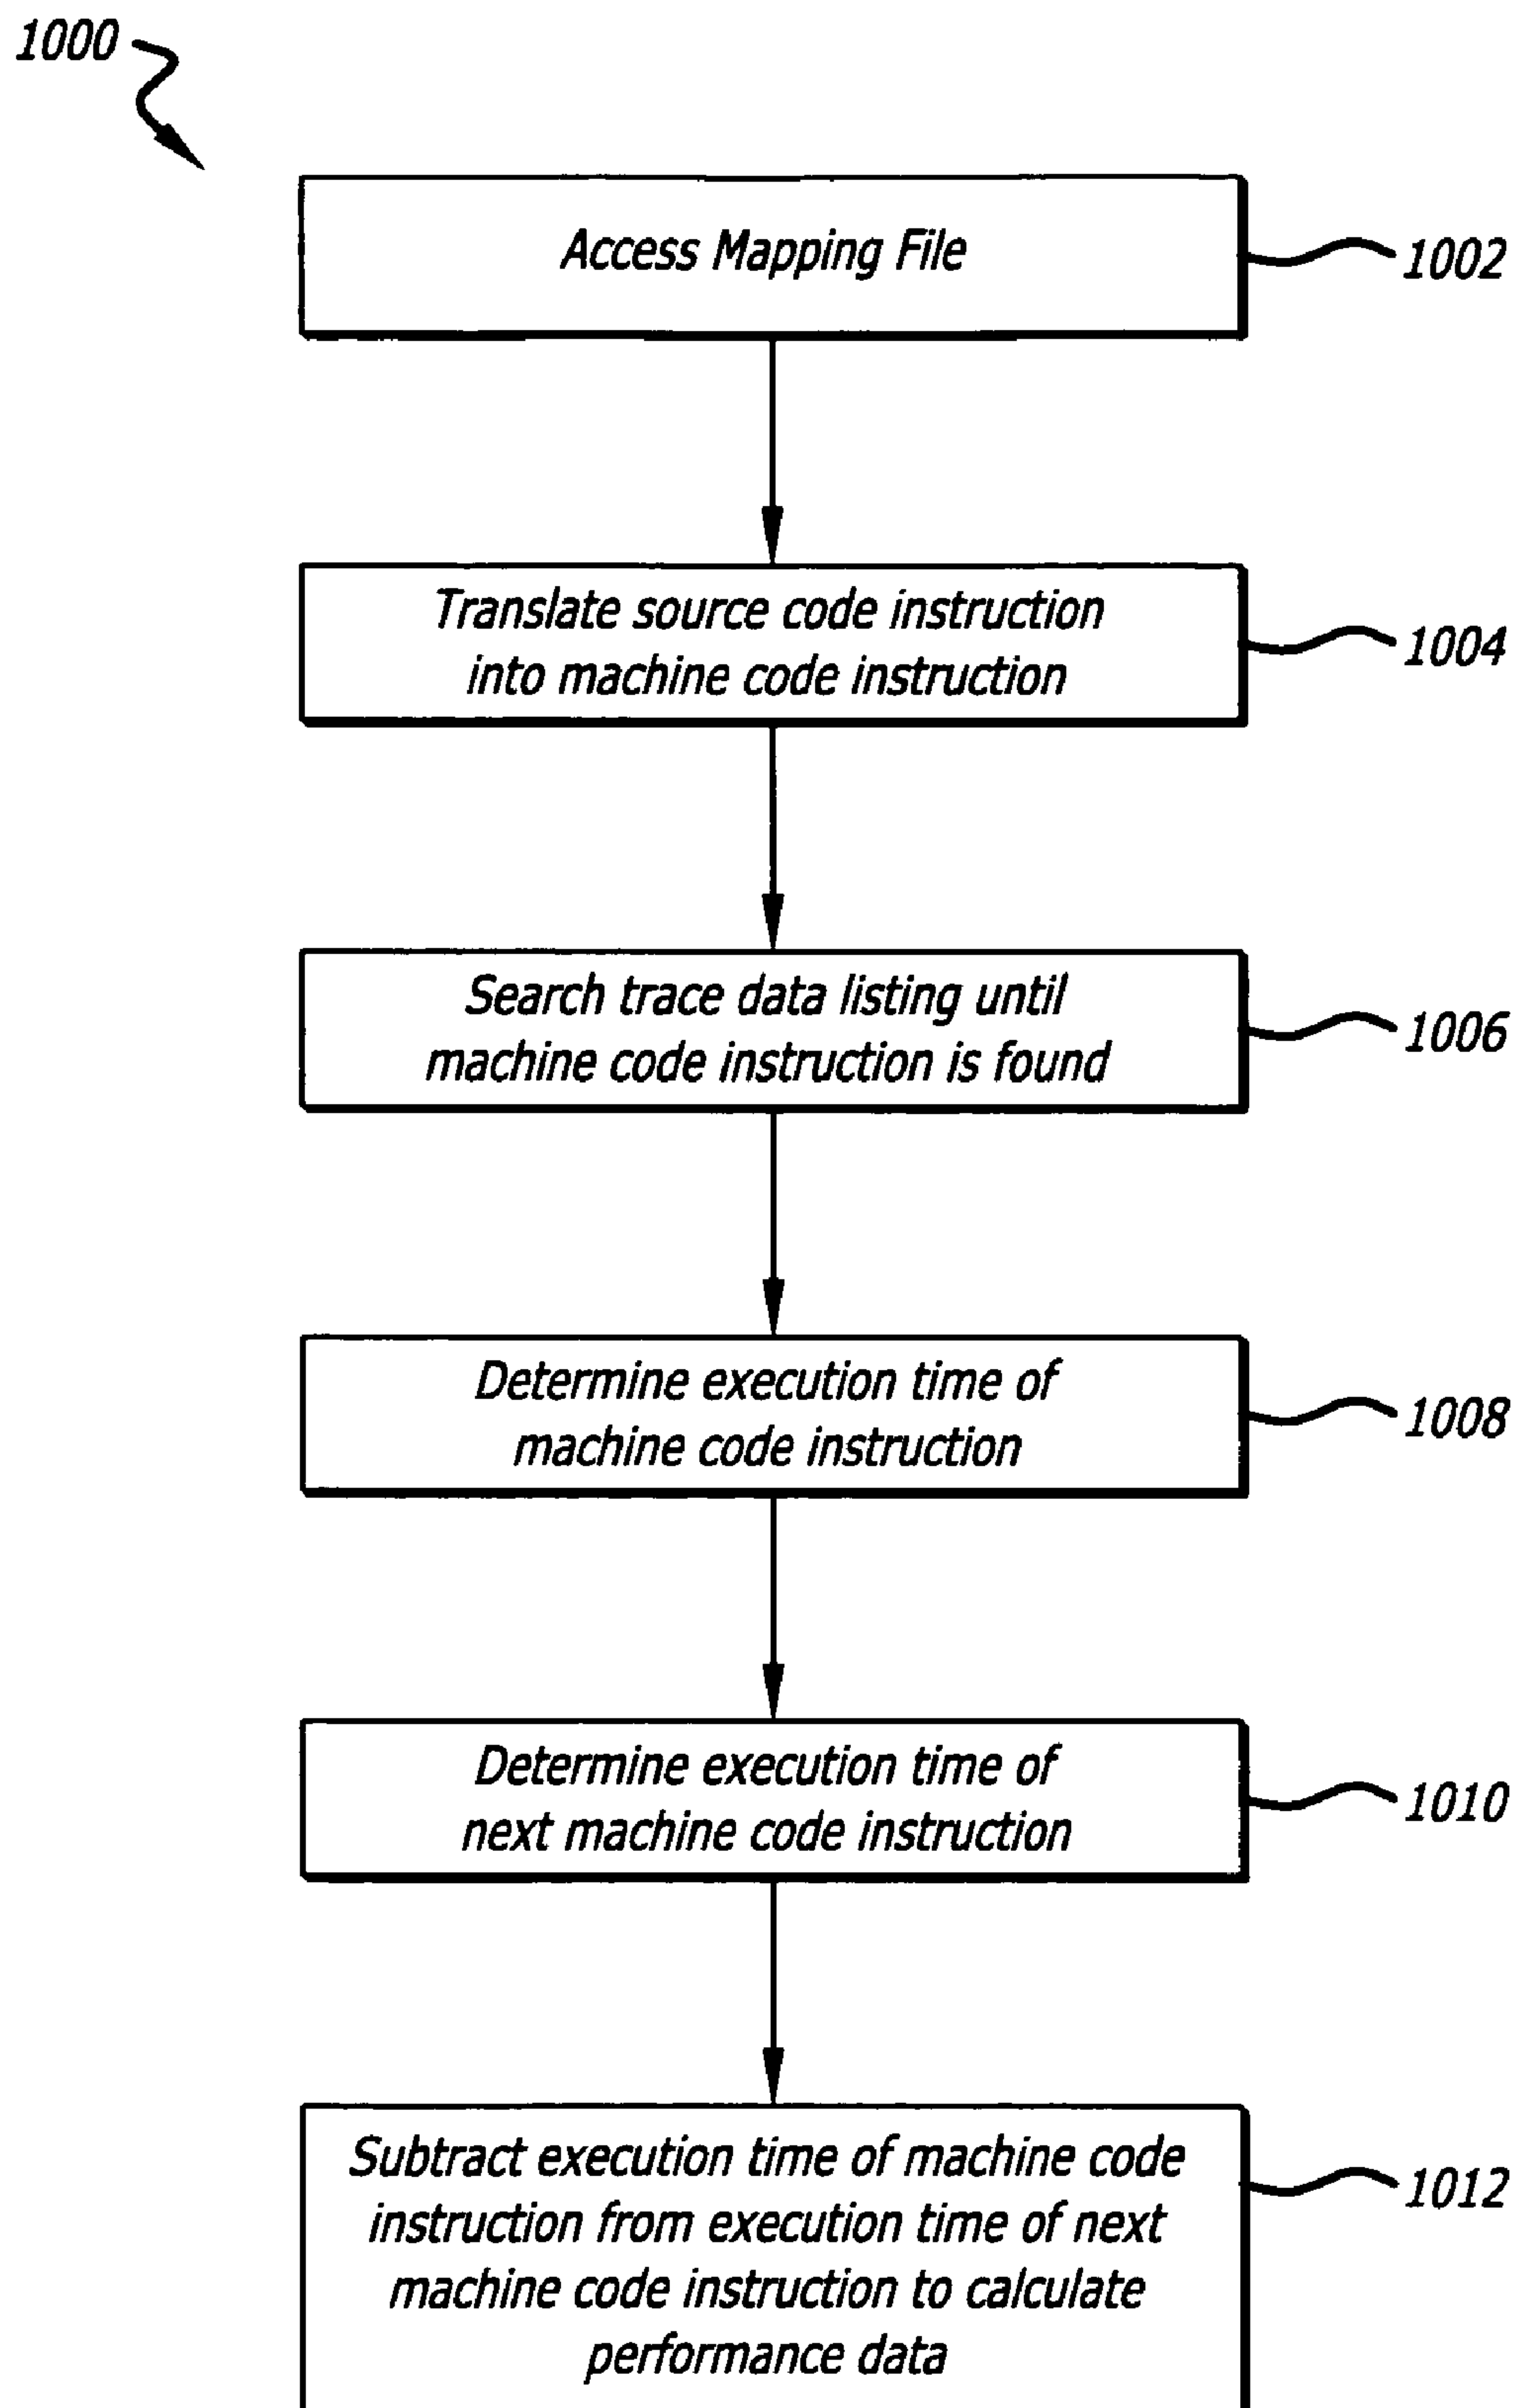 1000
Access Mapping File
1002
Translate source code instruction
into machine code instruction
1004
Search trace data listing until
machine code instruction is found
1006
Determine execution time of
machine code instruction
1008
Determine execution time of
next machine code instruction
1010
Subtract execution time of machine code
instruction from execution time of next
machine code instruction to calculate
performance data
1012